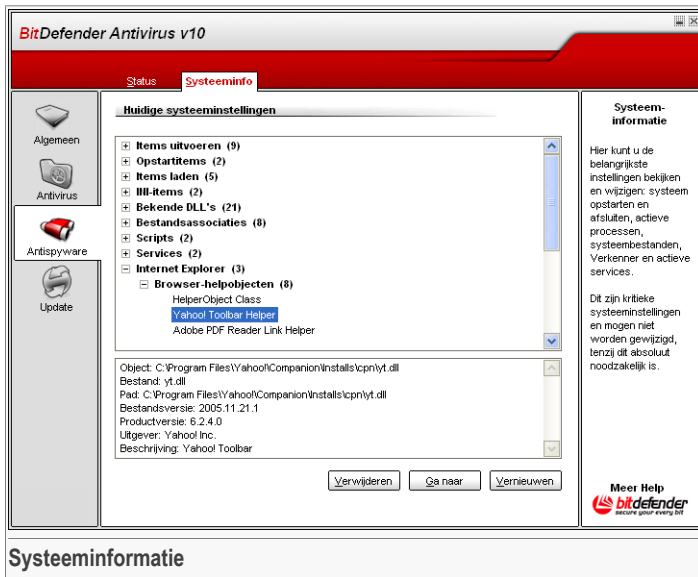 BitDefender Antivirus v10
Status
Systeeminfo
Algemeen
Antivirus
Antispyware
Update
Huidige systeeminstellingen
Items uitvoeren (9)
Opstartitems (2)
Items laden (5)
INI-items (2)
Bekende DLL's (21)
Bestandsassociaties (8)
Scripts (2)
Services (2)
Internet Explorer (3)
Browser-helpobjecten (8)
HelperObject Class
Yahoo! Toolbar Helper
Adobe PDF Reader Link Helper
Object: C:\Program Files\Yahoo!\Companion\Installs\cpn\yt.dll
Bestand: yt.dll
Pad: C:\Program Files\Yahoo!\Companion\Installs\cpn\yt.dll
Bestandsversie: 2005.11.21.1
Productversie: 6.2.4.0
Uitgever: Yahoo! Inc.
Beschrijving: Yahoo! Toolbar
Verwijderen
Ga naar
Vernieuwen
Systeem-
informatie
Hier kunt u de
belangrijkste
instellingen bekijken
en wijzigen: systeem
opstarten en
afsluiten, actieve
processen,
systeembestanden,
Verkenner en actieve
services.
Dit zijn kritieke
systeeminstellingen
en mogen niet
worden gewijzigd,
tenzij dit absoluut
noodzakelijk is.
Meer Help
bitdefender
secure your every bit
Systeeminformatie